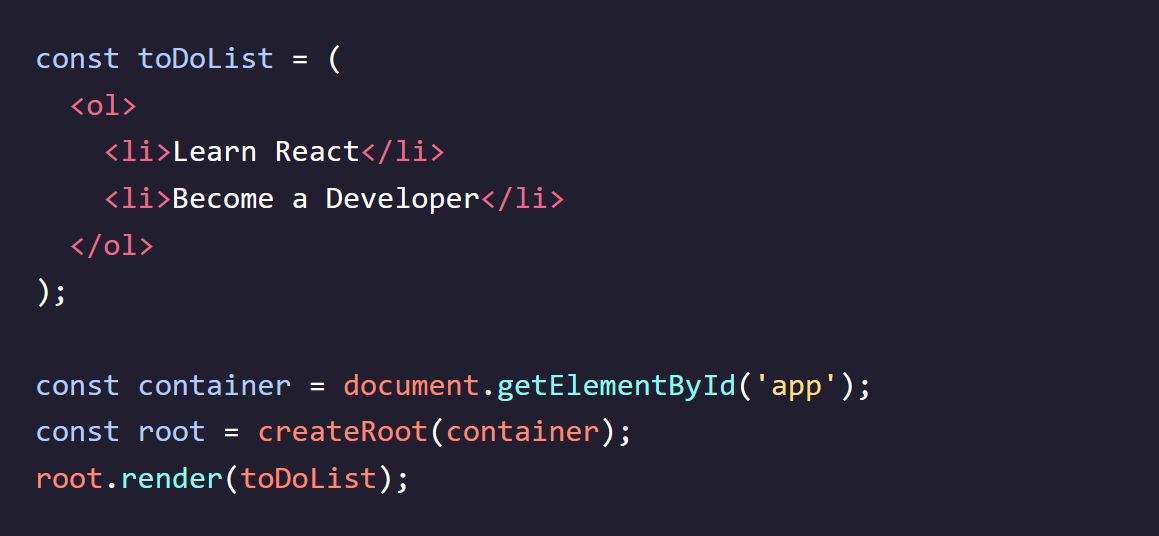 const toDoList = (
  <ol>
    <li>Learn React</li>
    <li>Become a Developer</li>
  </ol>
);

const container = document.getElementById('app');
const root = createRoot(container);
root.render(toDoList);